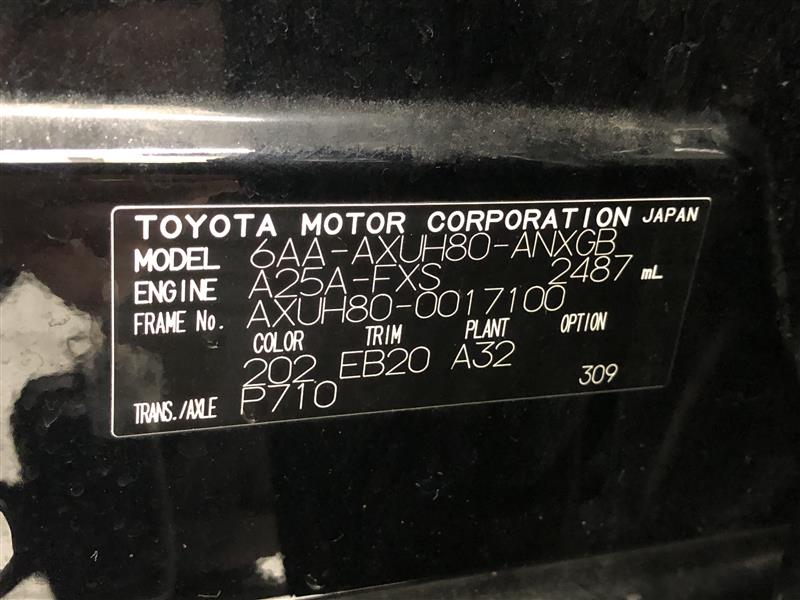 TOYOTA MOTOR CORPORATION JAPAN
MODEL 6AA-AXUH80-ANXGB
ENGINE A25A-FXS 2487 mL
FRAME No. AXUH80-0017100
COLOR TRIM PLANT OPTION
202 EB20 A32
TRANS./AXLE P710 309